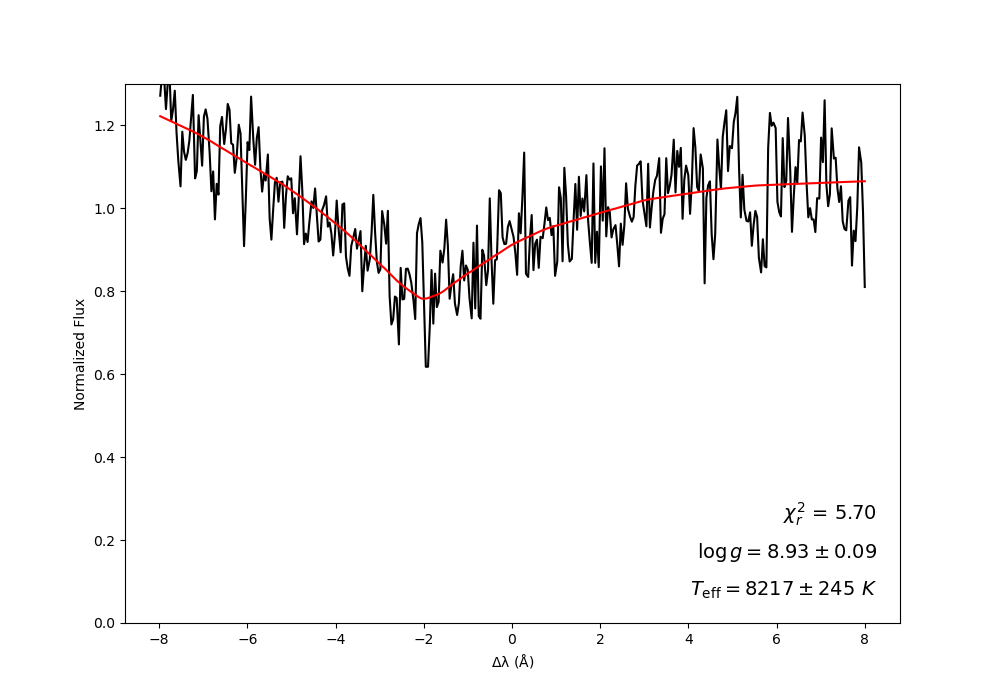 1.2
1.0
0.8
0.6
0.4
0.2
0.0
Normalized Flux
χ²ᵣ = 5.70
log g = 8.93 ± 0.09
T_eff = 8217 ± 245 K
−8 −6 −4 −2 0 2 4 6 8
Δλ (Å)